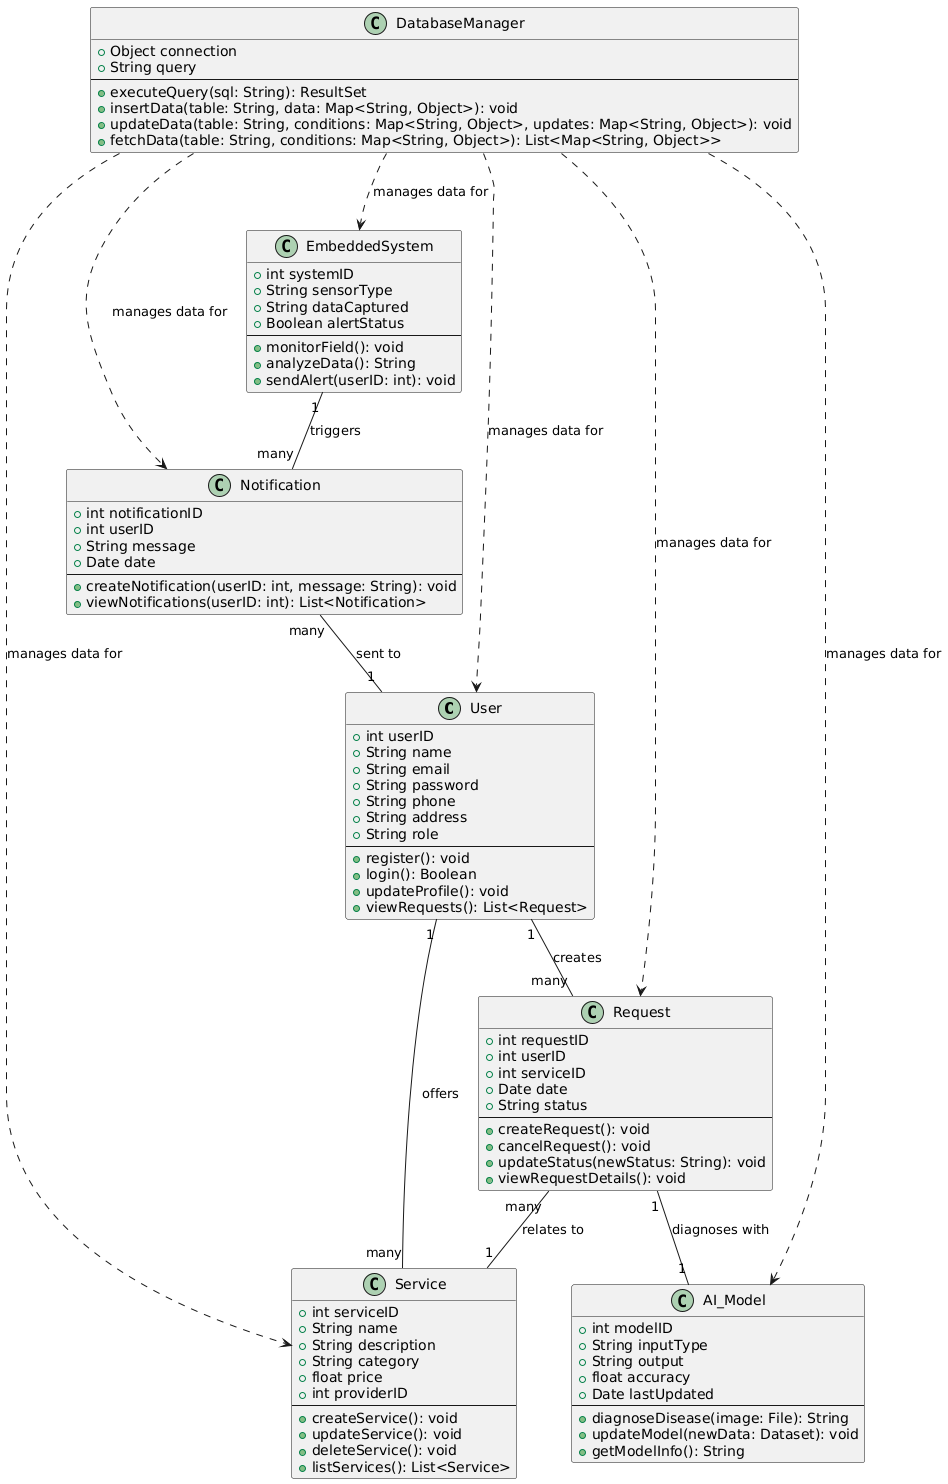 C DatabaseManager
Object connection
String query
executeQuery(sql: String): ResultSet
insertData(table: String, data: Map<String, Object>): void
updateData(table: String, conditions: Map<String, Object>, updates: Map<String, Object>): void
fetchData(table: String, conditions: Map<String, Object>): List<Map<String, Object>>
manages data for
C EmbeddedSystem
int systemID
String sensorType
String dataCaptured
Boolean alertStatus
monitorField(): void
analyzeData(): String
sendAlert(userID: int): void
manages data for
1
triggers
many
manages data for
C Notification
int notificationID
int userID
String message
Date date
createNotification(userID: int, message: String): void
viewNotifications(userID: int): List<Notification>
manages data for
many
sent to
1
manages data for
manages data for
C User
int userID
String name
String email
String password
String phone
String address
String role
register(): void
login(): Boolean
updateProfile(): void
viewRequests(): List<Request>
1
1
creates
many
C Request
int requestID
int userID
int serviceID
Date date
String status
createRequest(): void
cancelRequest(): void
updateStatus(newStatus: String): void
viewRequestDetails(): void
offers
many
relates to
1
1
diagnoses with
1
many
C Service
int serviceID
String name
String description
String category
float price
int providerID
createService(): void
updateService(): void
deleteService(): void
listServices(): List<Service>
C AI_Model
int modelID
String inputType
String output
float accuracy
Date lastUpdated
diagnoseDisease(image: File): String
updateModel(newData: Dataset): void
getModelInfo(): String